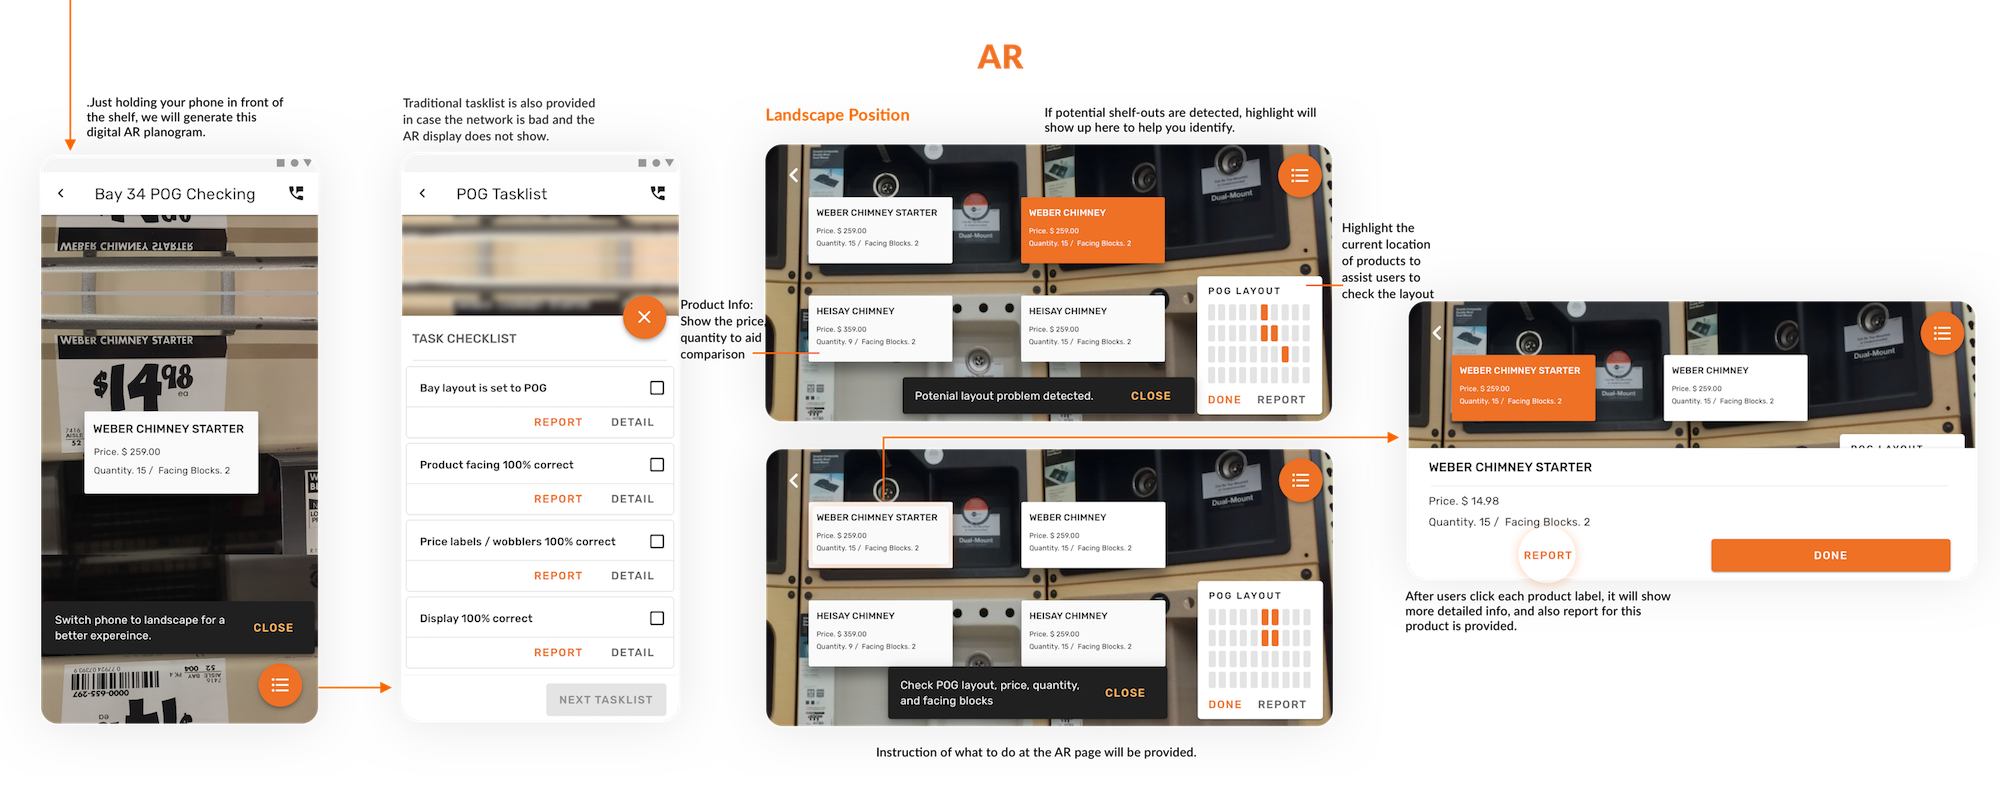 AR
.Just holding your phone in front of
the shelf, we will generate this
digital AR planogram.
Bay 34 POG Checking
WEBER CHIMNEY STARTER
WEBER CHIMNEY STARTER
$14 98
ea
7416
AISLE
52
WEBER CHIMNEY STARTER
Price. $ 259.00
Quantity. 15 / Facing Blocks. 2
Switch phone to landscape for a
better expereince.
CLOSE
Traditional tasklist is also provided
in case the network is bad and the
AR display does not show.
POG Tasklist
TASK CHECKLIST
Bay layout is set to POG
REPORT DETAIL
Product facing 100% correct
REPORT DETAIL
Price labels / wobblers 100% correct
REPORT DETAIL
Display 100% correct
REPORT DETAIL
NEXT TASKLIST
Product Info:
Show the price,
quantity to aid
comparison
Landscape Position
If potential shelf-outs are detected, highlight will
show up here to help you identify.
Dual-Mount
Dual-Mount
WEBER CHIMNEY STARTER
Price. $ 259.00
Quantity. 15 / Facing Blocks. 2
WEBER CHIMNEY
Price. $ 259.00
Quantity. 15 / Facing Blocks. 2
HEISAY CHIMNEY
Price. $ 359.00
Quantity. 9 / Facing Blocks. 2
HEISAY CHIMNEY
Price. $ 259.00
Quantity. 15 / Facing Blocks. 2
POG LAYOUT
DONE REPORT
Potenial layout problem detected.
CLOSE
Highlight the
current location
of products to
assist users to
check the layout
Dual-Mount
WEBER CHIMNEY STARTER
Price. $ 259.00
Quantity. 15 / Facing Blocks. 2
WEBER CHIMNEY
Price. $ 259.00
Quantity. 15 / Facing Blocks. 2
HEISAY CHIMNEY
Price. $ 359.00
Quantity. 9 / Facing Blocks. 2
HEISAY CHIMNEY
Price. $ 259.00
Quantity. 15 / Facing Blocks. 2
POG LAYOUT
DONE REPORT
Check POG layout, price, quantity,
and facing blocks
CLOSE
Instruction of what to do at the AR page will be provided.
Dual-Mount
WEBER CHIMNEY STARTER
Price. $ 259.00
Quantity. 15 / Facing Blocks. 2
WEBER CHIMNEY
Price. $ 259.00
Quantity. 15 / Facing Blocks. 2
POG LAYOUT
WEBER CHIMNEY STARTER
Price. $ 14.98
Quantity. 15 / Facing Blocks. 2
REPORT
DONE
After users click each product label, it will show
more detailed info, and also report for this
product is provided.